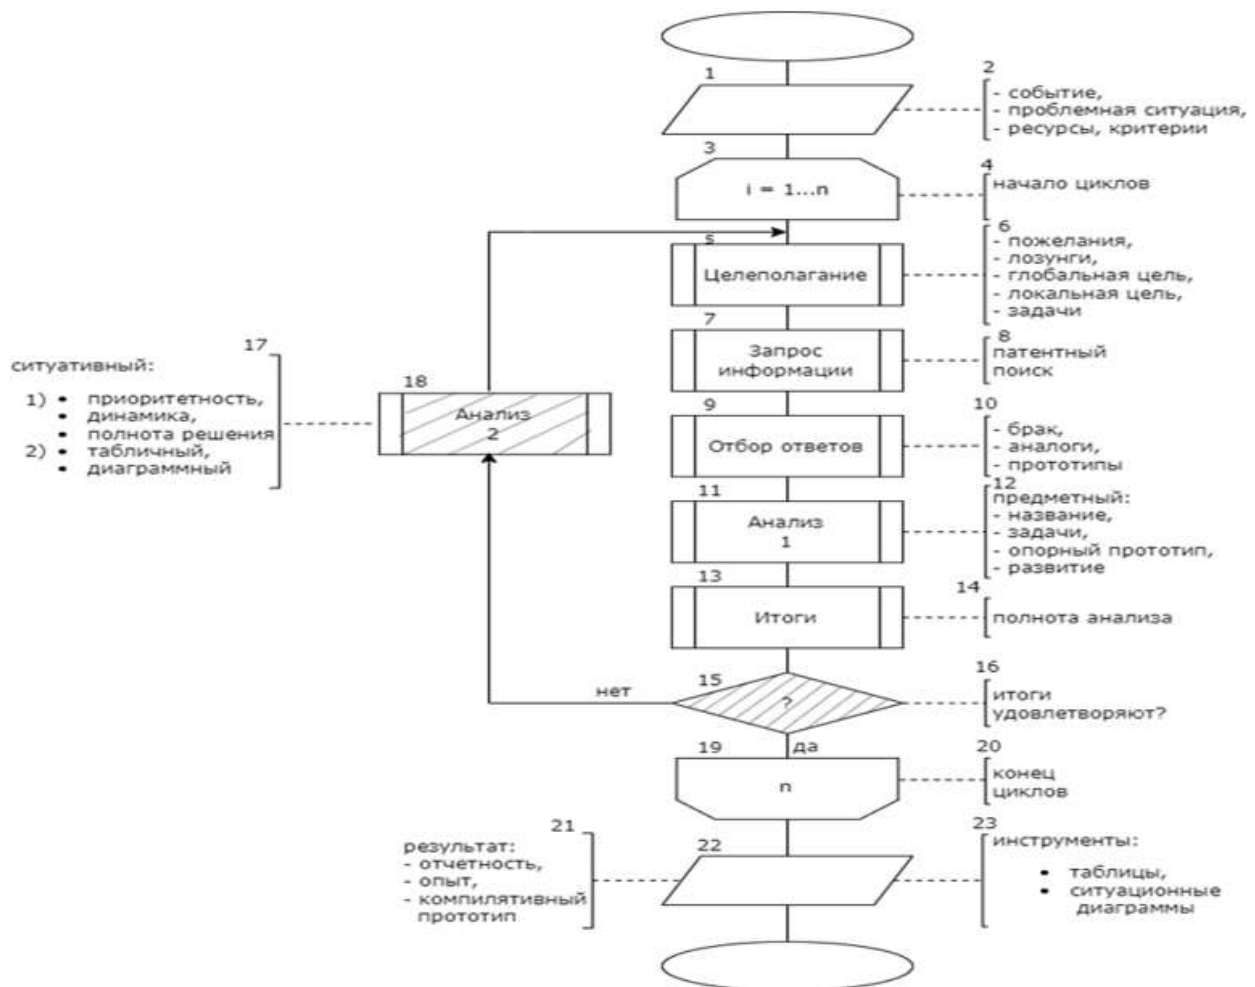 1
2
- событие,
- проблемная ситуация,
- ресурсы, критерии
3
i = 1...n
4
начало циклов
5
Целеполагание
6
- пожелания,
- лозунги,
- глобальная цель,
- локальная цель,
- задачи
7
Запрос
информации
8
патентный
поиск
17
ситуативный:
1) • приоритетность,
• динамика,
• полнота решения
2) • табличный,
• диаграммный
18
Анализ
2
9
Отбор ответов
10
- брак,
- аналоги,
- прототипы
11
Анализ
1
12
предметный:
- название,
- задачи,
- опорный прототип,
- развитие
13
Итоги
14
полнота анализа
15
?
нет
да
16
итоги
удовлетворяют?
19
n
20
конец
циклов
21
результат:
- отчетность,
- опыт,
- компилятивный
прототип
22
23
инструменты:
• таблицы,
• ситуационные
диаграммы